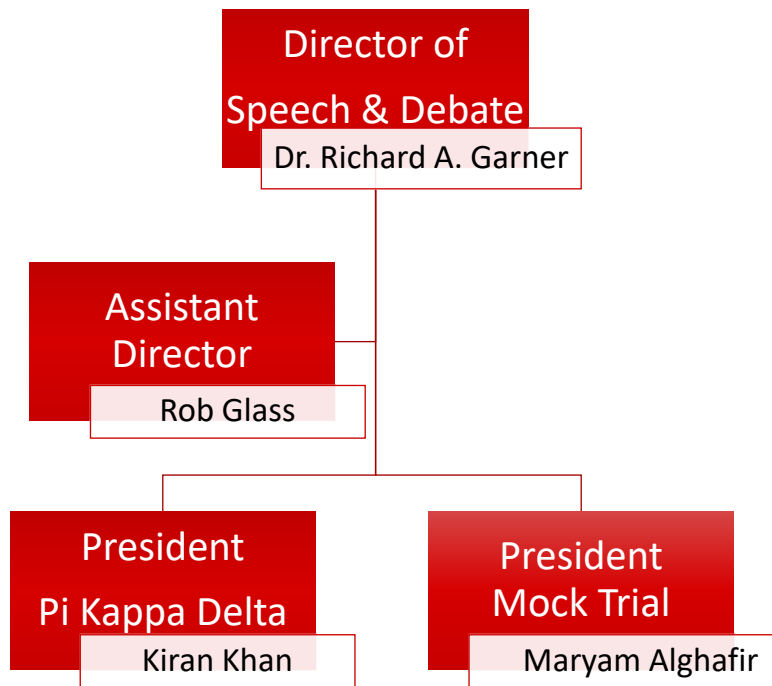 Director of
Speech & Debate
Dr. Richard A. Garner
Assistant
Director
Rob Glass
President
Pi Kappa Delta
Kiran Khan
President
Mock Trial
Maryam Alghafir